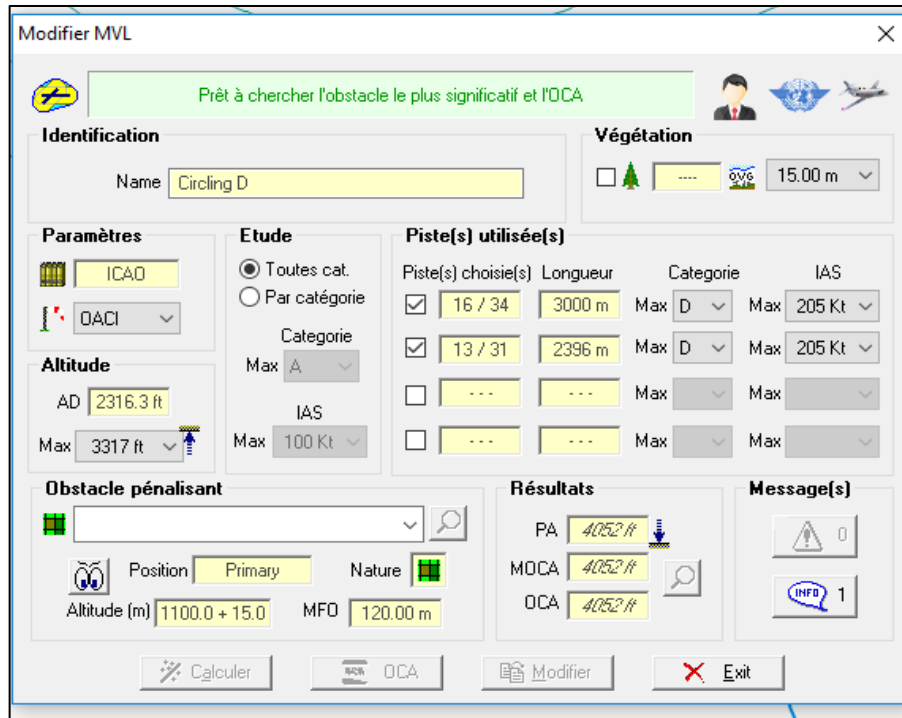 Modifier MVL
Prêt à chercher l'obstacle le plus significatif et l'OCA
Identification
Name Circling D
Végétation
---- OVG 15.00 m
Paramètres
ICAO
OACI
Altitude
AD 2316.3 ft
Max 3317 ft
Etude
Toutes cat.
Par catégorie
Categorie
Max A
IAS
Max 100 Kt
Piste(s) utilisée(s)
Piste(s) choisie(s) Longueur Categorie IAS
16 / 34 3000 m Max D Max 205 Kt
13 / 31 2396 m Max D Max 205 Kt
--- --- Max Max
--- --- Max Max
Obstacle pénalisant
Position Primary Nature
Altitude (m) 1100.0 + 15.0 MFO 120.00 m
Résultats
PA 4052 ft
MOCA 4052 ft
OCA 4052 ft
Message(s)
0
INFO 1
Calculer OCA Modifier Exit